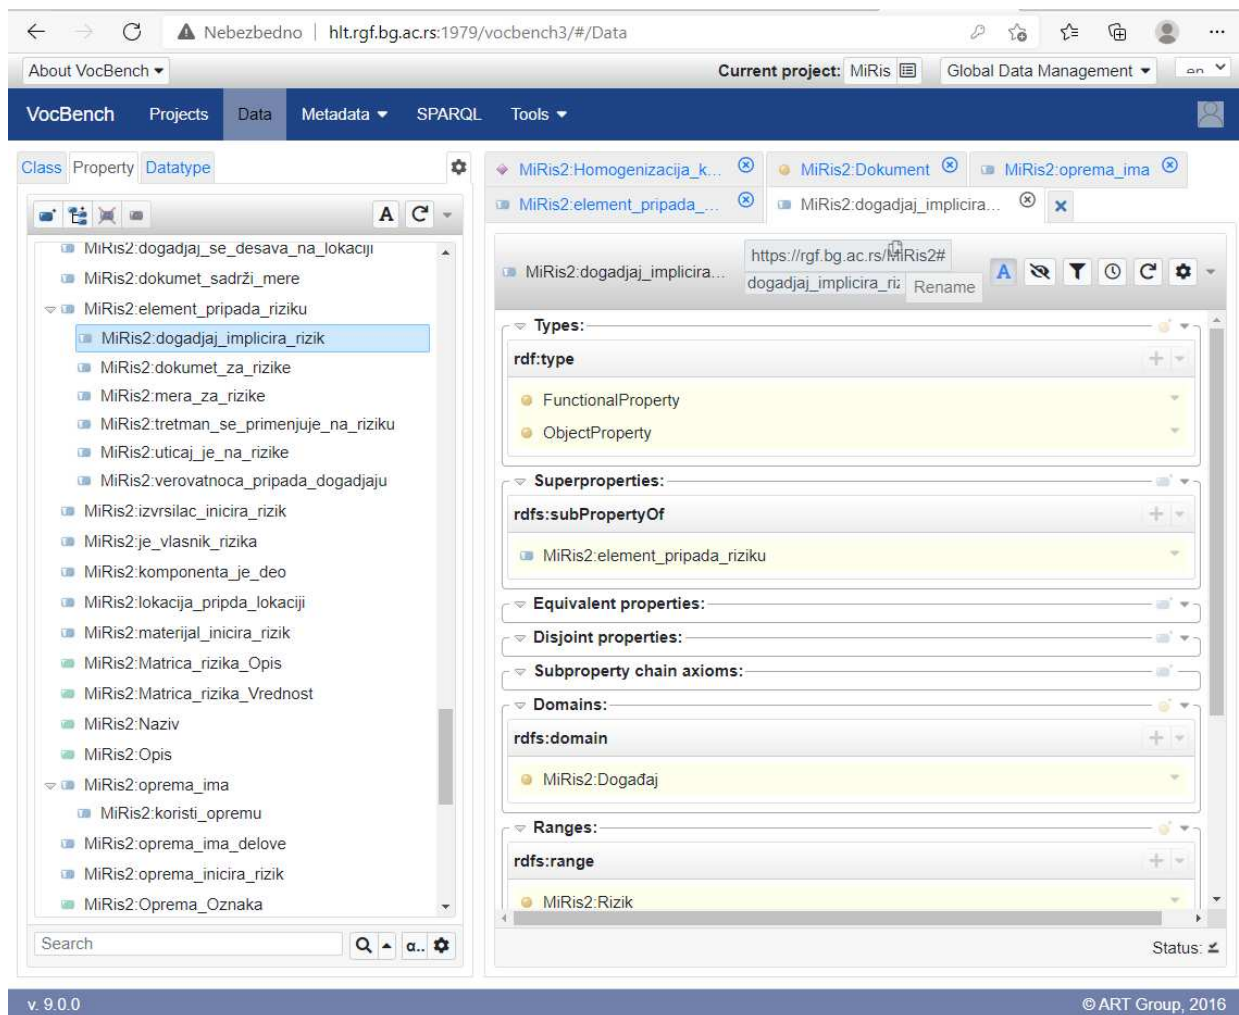 Nebezbedno | hlt.rgf.bg.ac.rs:1979/vocbench3/#/Data
About VocBench
Current project: MiRis
Global Data Management
en
VocBench Projects Data Metadata SPARQL Tools
Class Property Datatype
A
MiRis2:dogadjaj_se_desava_na_lokaciji
MiRis2:dokumet_sadrži_mere
MiRis2:element_pripada_riziku
MiRis2:dogadjaj_implicira_rizik
MiRis2:dokumet_za_rizike
MiRis2:mera_za_rizike
MiRis2:tretman_se_primenjuje_na_riziku
MiRis2:uticaj_je_na_rizike
MiRis2:verovatnoca_pripada_dogadjaju
MiRis2:izvrsilac_inicira_rizik
MiRis2:je_vlasnik_rizika
MiRis2:komponenta_je_deo
MiRis2:lokacija_pripda_lokaciji
MiRis2:materijal_inicira_rizik
MiRis2:Matrica_rizika_Opis
MiRis2:Matrica_rizika_Vrednost
MiRis2:Naziv
MiRis2:Opis
MiRis2:oprema_ima
MiRis2:koristi_opremu
MiRis2:oprema_ima_delove
MiRis2:oprema_inicira_rizik
MiRis2:Oprema_Oznaka
Search
α..
MiRis2:Homogenizacija_k... MiRis2:Dokument MiRis2:oprema_ima
MiRis2:element_pripada_... MiRis2:dogadjaj_implicira...
MiRis2:dogadjaj_implicira...
https://rgf.bg.ac.rs/MiRis2#
dogadjaj_implicira_riz
Rename
A
Types:
rdf:type
FunctionalProperty
ObjectProperty
Superproperties:
rdfs:subPropertyOf
MiRis2:element_pripada_riziku
Equivalent properties:
Disjoint properties:
Subproperty chain axioms:
Domains:
rdfs:domain
MiRis2:Događaj
Ranges:
rdfs:range
MiRis2:Rizik
Status:
v. 9.0.0
© ART Group, 2016